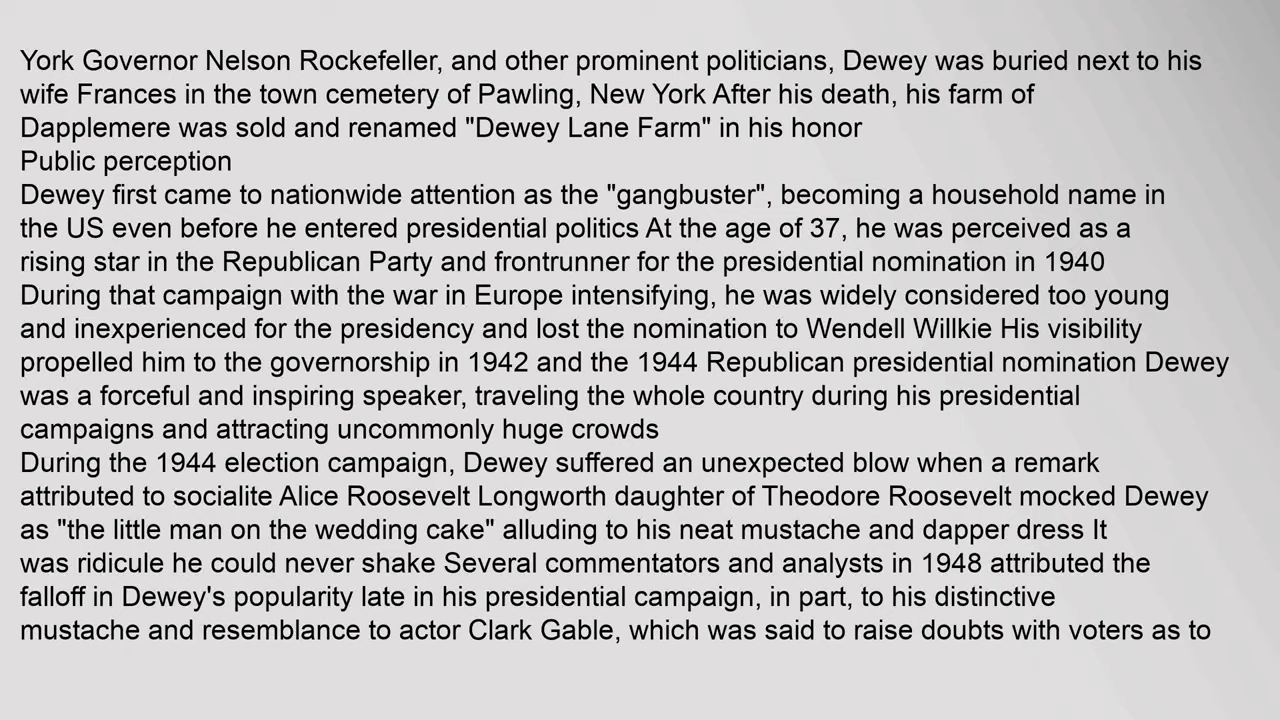 York Governor Nelson Rockefeller, and other prominent politicians, Dewey was buried next to his
wife Frances in the town cemetery of Pawling, New York After his death, his farm of
Dapplemere was sold and renamed "Dewey Lane Farm" in his honor
Public perception
Dewey first came to nationwide attention as the "gangbuster", becoming a household name in
the US even before he entered presidential politics At the age of 37, he was perceived as a
rising star in the Republican Party and frontrunner for the presidential nomination in 1940
During that campaign with the war in Europe intensifying, he was widely considered too young
and inexperienced for the presidency and lost the nomination to Wendell Willkie His visibility
propelled him to the governorship in 1942 and the 1944 Republican presidential nomination Dewey
was a forceful and inspiring speaker, traveling the whole country during his presidential
campaigns and attracting uncommonly huge crowds
During the 1944 election campaign, Dewey suffered an unexpected blow when a remark
attributed to socialite Alice Roosevelt Longworth daughter of Theodore Roosevelt mocked Dewey
as "the little man on the wedding cake" alluding to his neat mustache and dapper dress It
was ridicule he could never shake Several commentators and analysts in 1948 attributed the
falloff in Dewey's popularity late in his presidential campaign, in part, to his distinctive
mustache and resemblance to actor Clark Gable, which was said to raise doubts with voters as to